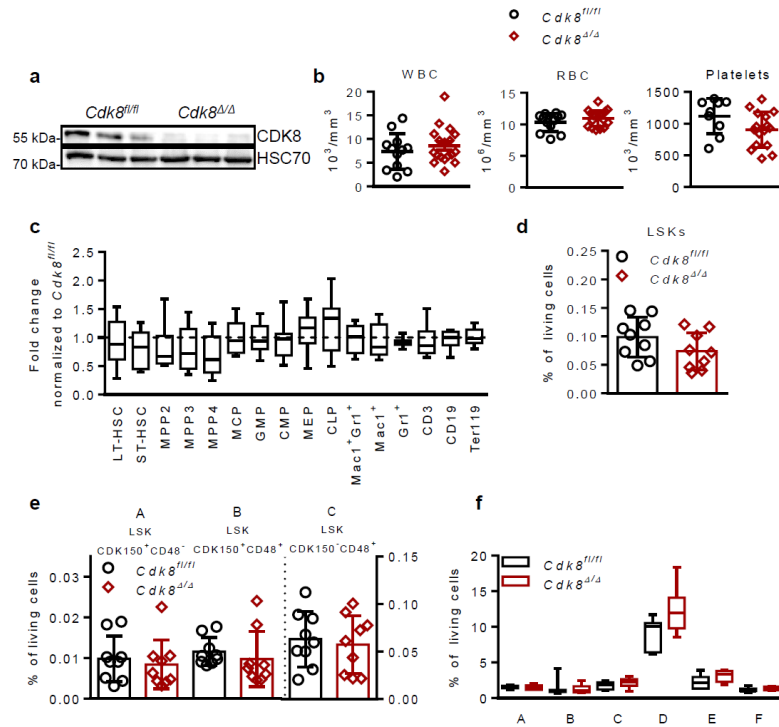 Cdk8fl/fl
Cdk8Δ/Δ
a
Cdk8fl/fl Cdk8Δ/Δ
55 kDa- CDK8
70 kDa- HSC70
b
WBC
10³/mm³
20
15
10
5
0
RBC
10⁶/mm³
15
10
5
0
Platelets
10³/mm³
1500
1000
500
0
c
Fold change
normalized to Cdk8fl/fl
2.5
2.0
1.5
1.0
0.5
0.0
LT-HSC
ST-HSC
MPP2
MPP3
MPP4
MCP
GMP
CMP
MEP
CLP
Mac1⁺Gr1⁺
Mac1⁺
Gr1⁺
CD3
CD19
Ter119
d
LSKs
Cdk8fl/fl
Cdk8Δ/Δ
% of living cells
0.20
0.15
0.10
0.05
0.00
e
A B C
LSK LSK LSK
CDK150⁺CD48⁻ CDK150⁺CD48⁺ CDK150⁻CD48⁺
Cdk8fl/fl
Cdk8Δ/Δ
% of living cells
0.03
0.01
0.00
0.15
0.10
0.05
0.00
f
Cdk8fl/fl
Cdk8Δ/Δ
% of living cells
20
15
10
5
0
A B C D E F